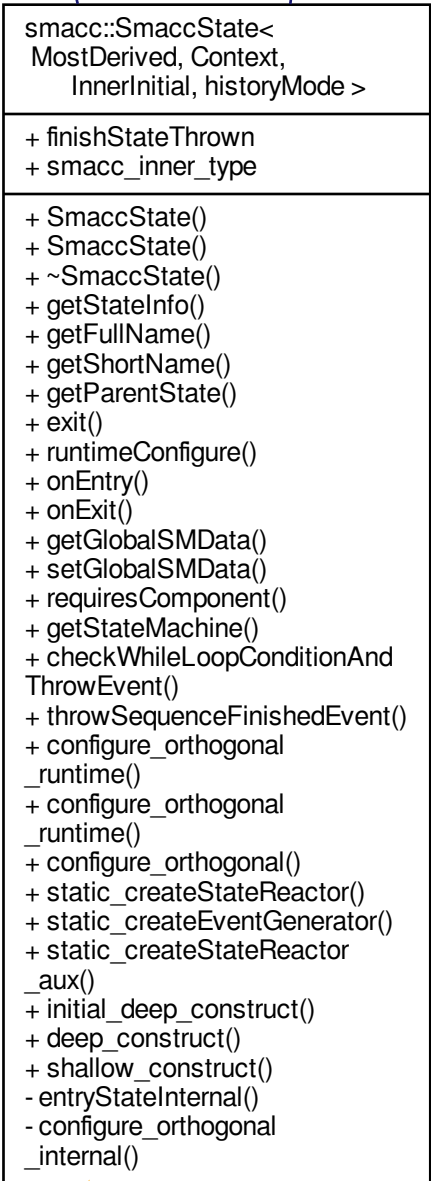 smacc::SmaccState<
MostDerived, Context,
InnerInitial, historyMode >
+ finishStateThrown
+ smacc_inner_type
+ SmaccState()
+ SmaccState()
+ ~SmaccState()
+ getStateInfo()
+ getFullName()
+ getShortName()
+ getParentState()
+ exit()
+ runtimeConfigure()
+ onEntry()
+ onExit()
+ getGlobalSMData()
+ setGlobalSMData()
+ requiresComponent()
+ getStateMachine()
+ checkWhileLoopConditionAnd
ThrowEvent()
+ throwSequenceFinishedEvent()
+ configure_orthogonal
_runtime()
+ configure_orthogonal
_runtime()
+ configure_orthogonal()
+ static_createStateReactor()
+ static_createEventGenerator()
+ static_createStateReactor
_aux()
+ initial_deep_construct()
+ deep_construct()
+ shallow_construct()
- entryStateInternal()
- configure_orthogonal
_internal()